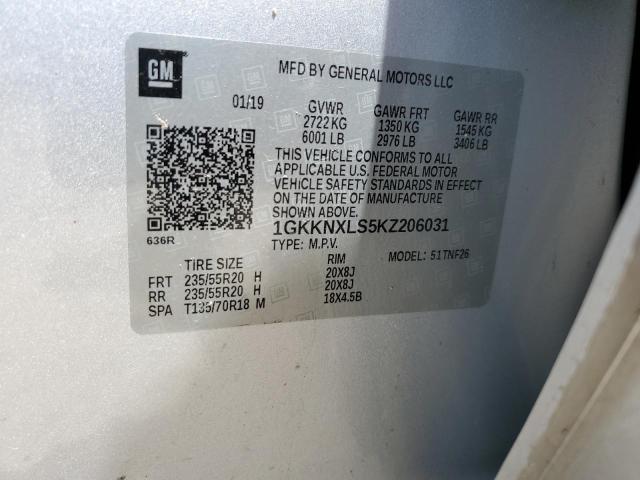 GM
MFD BY GENERAL MOTORS LLC
01/19 GVWR GAWR FRT GAWR RR
2722 KG 1350 KG 1545 KG
6001 LB 2976 LB 3406 LB
THIS VEHICLE CONFORMS TO ALL
APPLICABLE U.S. FEDERAL MOTOR
VEHICLE SAFETY STANDARDS IN EFFECT
ON THE DATE OF MANUFACTURE
SHOWN ABOVE.
636R
1GKKNXLS5KZ206031
TYPE: M.P.V. MODEL: 51TNF26
TIRE SIZE RIM
FRT 235/55R20 H 20X8J
RR 235/55R20 H 20X8J
SPA T135/70R18 M 18X4.5B